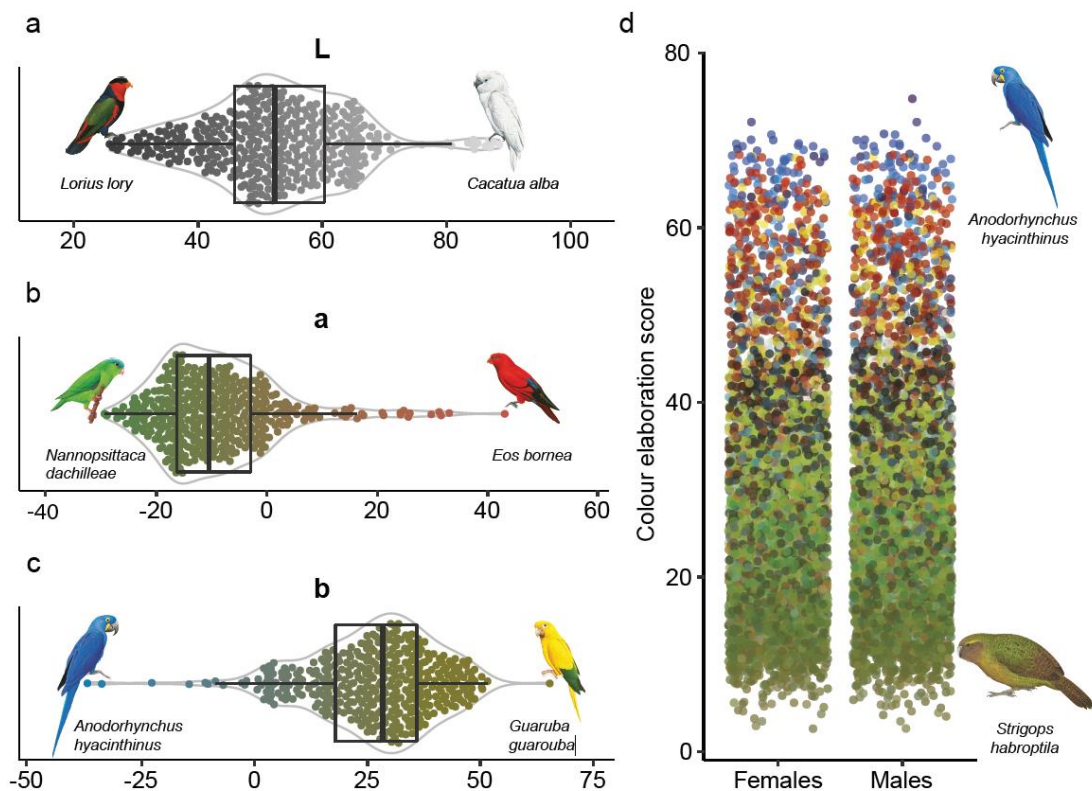 a
L
Lorius lory
Cacatua alba
20 40 60 80 100
b
a
Nannopsittaca
dachilleae
Eos bornea
-40 -20 0 20 40 60
c
b
Anodorhynchus
hyacinthinus
Guaruba
guarouba
-50 -25 0 25 50 75
d
80
60
40
20
0
Colour elaboration score
Anodorhynchus
hyacinthinus
Strigops
habroptila
Females Males